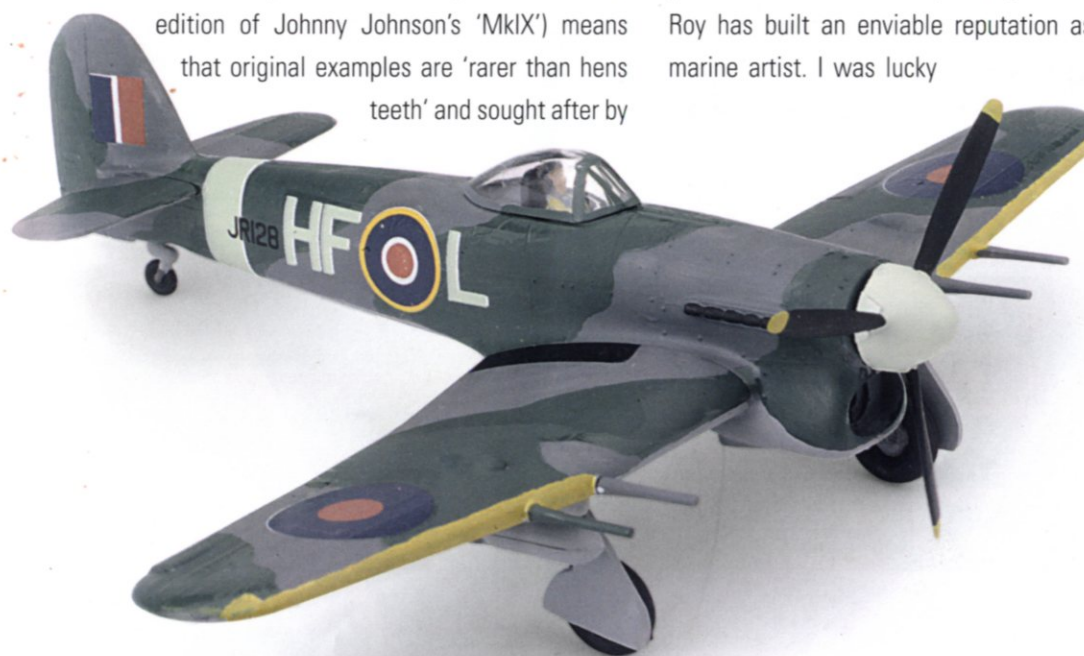 edition of Johnny Johnson's 'MkIX') means
that original examples are 'rarer than hens
teeth' and sought after by
Roy has built an enviable reputation as
marine artist. I was lucky
JR128 HF L